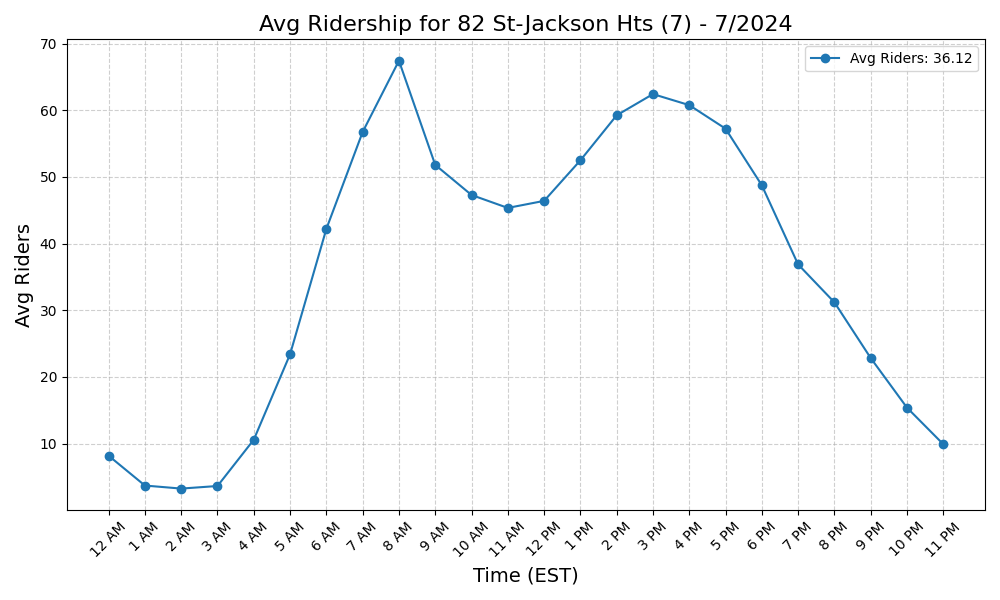 Avg Ridership for 82 St-Jackson Hts (7) - 7/2024
Avg Riders: 36.12
Avg Riders
70
60
50
40
30
20
10
12 AM
1 AM
2 AM
3 AM
4 AM
5 AM
6 AM
7 AM
8 AM
9 AM
10 AM
11 AM
12 PM
1 PM
2 PM
3 PM
4 PM
5 PM
6 PM
7 PM
8 PM
9 PM
10 PM
11 PM
Time (EST)